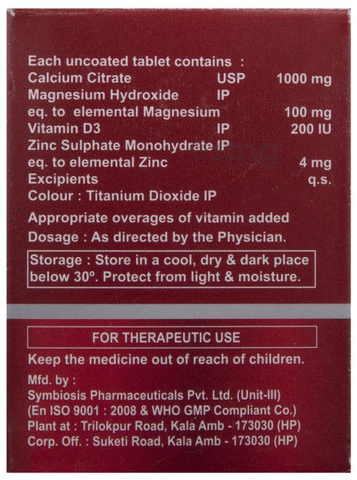 Each uncoated tablet contains :
Calcium Citrate USP 1000 mg
Magnesium Hydroxide IP
eq. to elemental Magnesium 100 mg
Vitamin D3 IP 200 IU
Zinc Sulphate Monohydrate IP
eq. to elemental Zinc 4 mg
Excipients q.s.
Colour : Titanium Dioxide IP
Appropriate overages of vitamin added
Dosage : As directed by the Physician.
Storage : Store in a cool, dry & dark place
below 30º. Protect from light & moisture.
FOR THERAPEUTIC USE
Keep the medicine out of reach of children.
Mfd. by :
Symbiosis Pharmaceuticals Pvt. Ltd. (Unit-III)
(En ISO 9001 : 2008 & WHO GMP Compliant Co.)
Plant at : Trilokpur Road, Kala Amb - 173030 (HP)
Corp. Off : Suketi Road, Kala Amb - 173030 (HP)